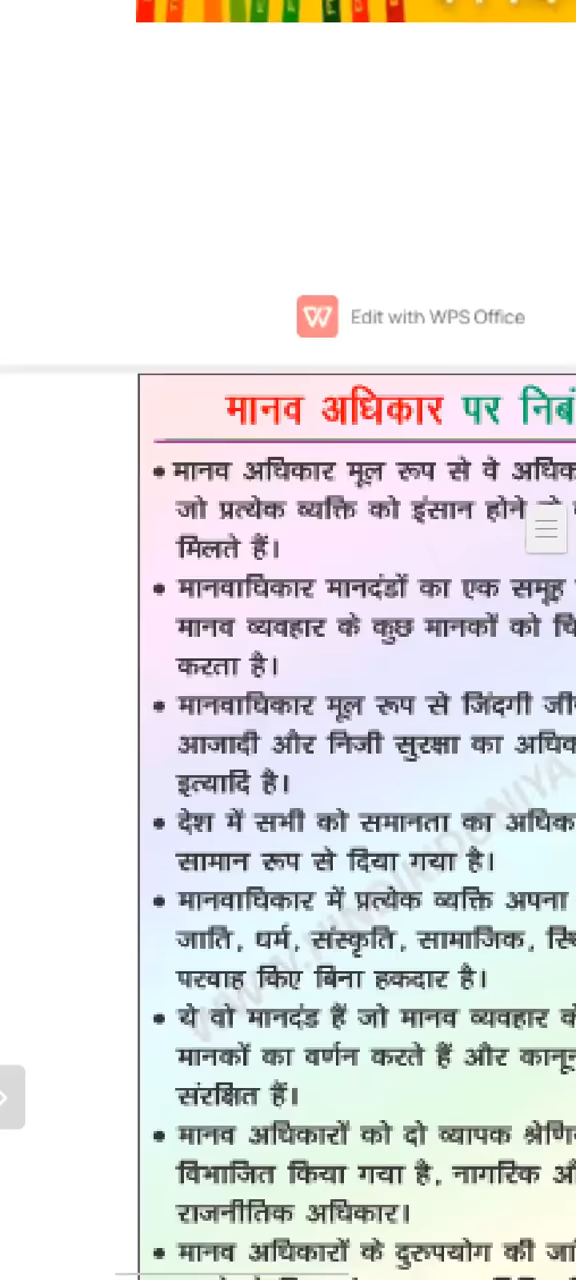 Edit with WPS Office
मानव अधिकार पर निबं
• मानव अधिकार मूल रूप से वे अधिक
जो प्रत्येक व्यक्ति को इंसान होने
मिलते हैं।
• मानवाधिकार मानदंडों का एक समूह
मानव व्यवहार के कुछ मानकों को चि
करता है।
• मानवाधिकार मूल रूप से जिंदगी जी
आजादी और निजी सुरक्षा का अधिक
इत्यादि है।
• देश में सभी को समानता का अधिक
सामान रूप से दिया गया है।
• मानवाधिकार में प्रत्येक व्यक्ति अपना
जाति, धर्म, संस्कृति, सामाजिक, स्थि
परवाह किए बिना हकदार है।
• ये वो मानदंड हैं जो मानव व्यवहार के
मानकों का वर्णन करते हैं और कानून
संरक्षित हैं।
• मानव अधिकारों को दो व्यापक श्रेणि
विभाजित किया गया है, नागरिक औ
राजनीतिक अधिकार।
• मानव अधिकारों के दुरुपयोग की जाँ